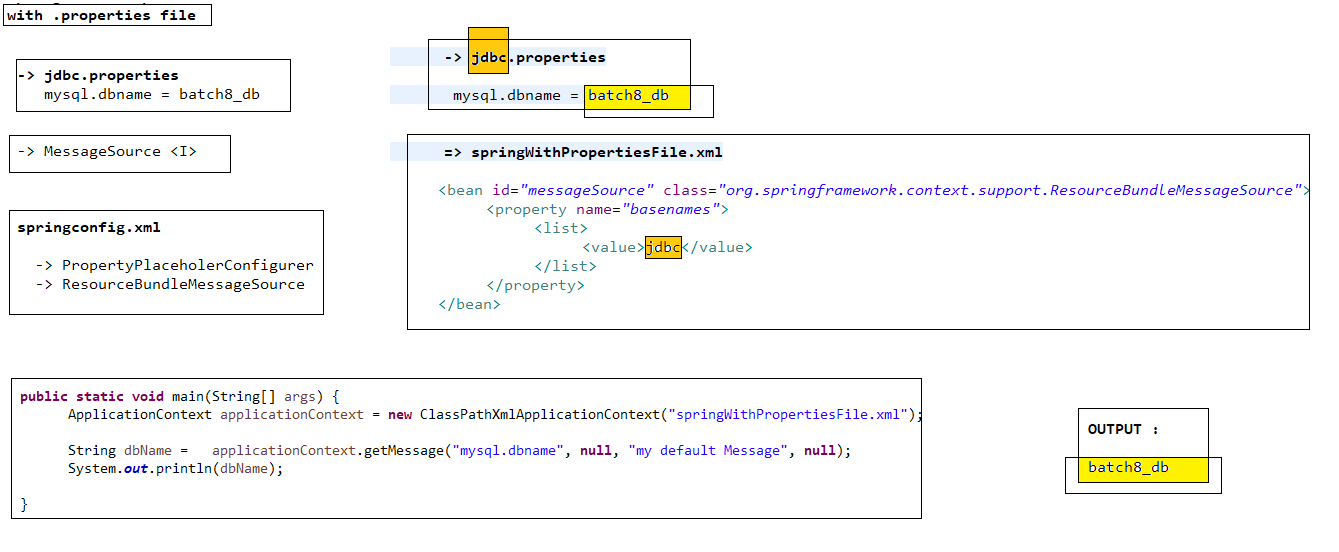 with .properties file
-> jdbc.properties
mysql.dbname = batch8_db
-> MessageSource <I>
springconfig.xml
-> PropertyPlaceholerConfigurer
-> ResourceBundleMessageSource
-> jdbc.properties
mysql.dbname = batch8_db
=> springWithPropertiesFile.xml
<bean id="messageSource" class="org.springframework.context.support.ResourceBundleMessageSource">
<property name="basenames">
<list>
<value>jdbc</value>
</list>
</property>
</bean>
public static void main(String[] args) {
ApplicationContext applicationContext = new ClassPathXmlApplicationContext("springWithPropertiesFile.xml");
String dbName = applicationContext.getMessage("mysql.dbname", null, "my default Message", null);
System.out.println(dbName);
}
OUTPUT :
batch8_db